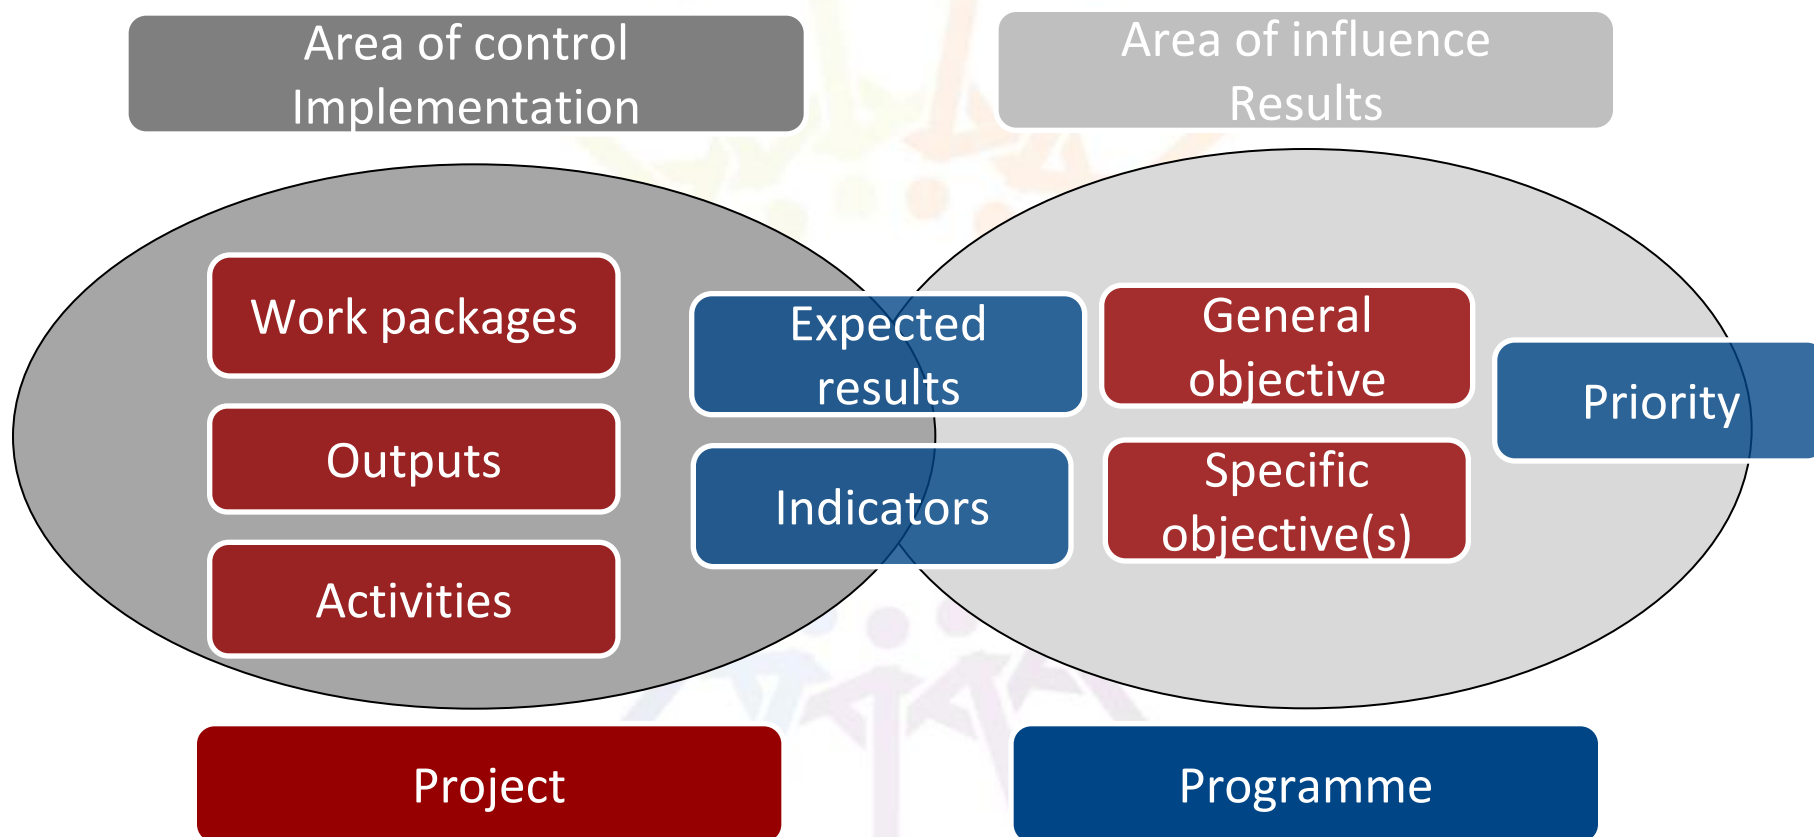 Area of control
Implementation
Area of influence
Results
Work packages
Outputs
Activities
Expected
results
Indicators
General
objective
Specific
objective(s)
Priority
Project
Programme